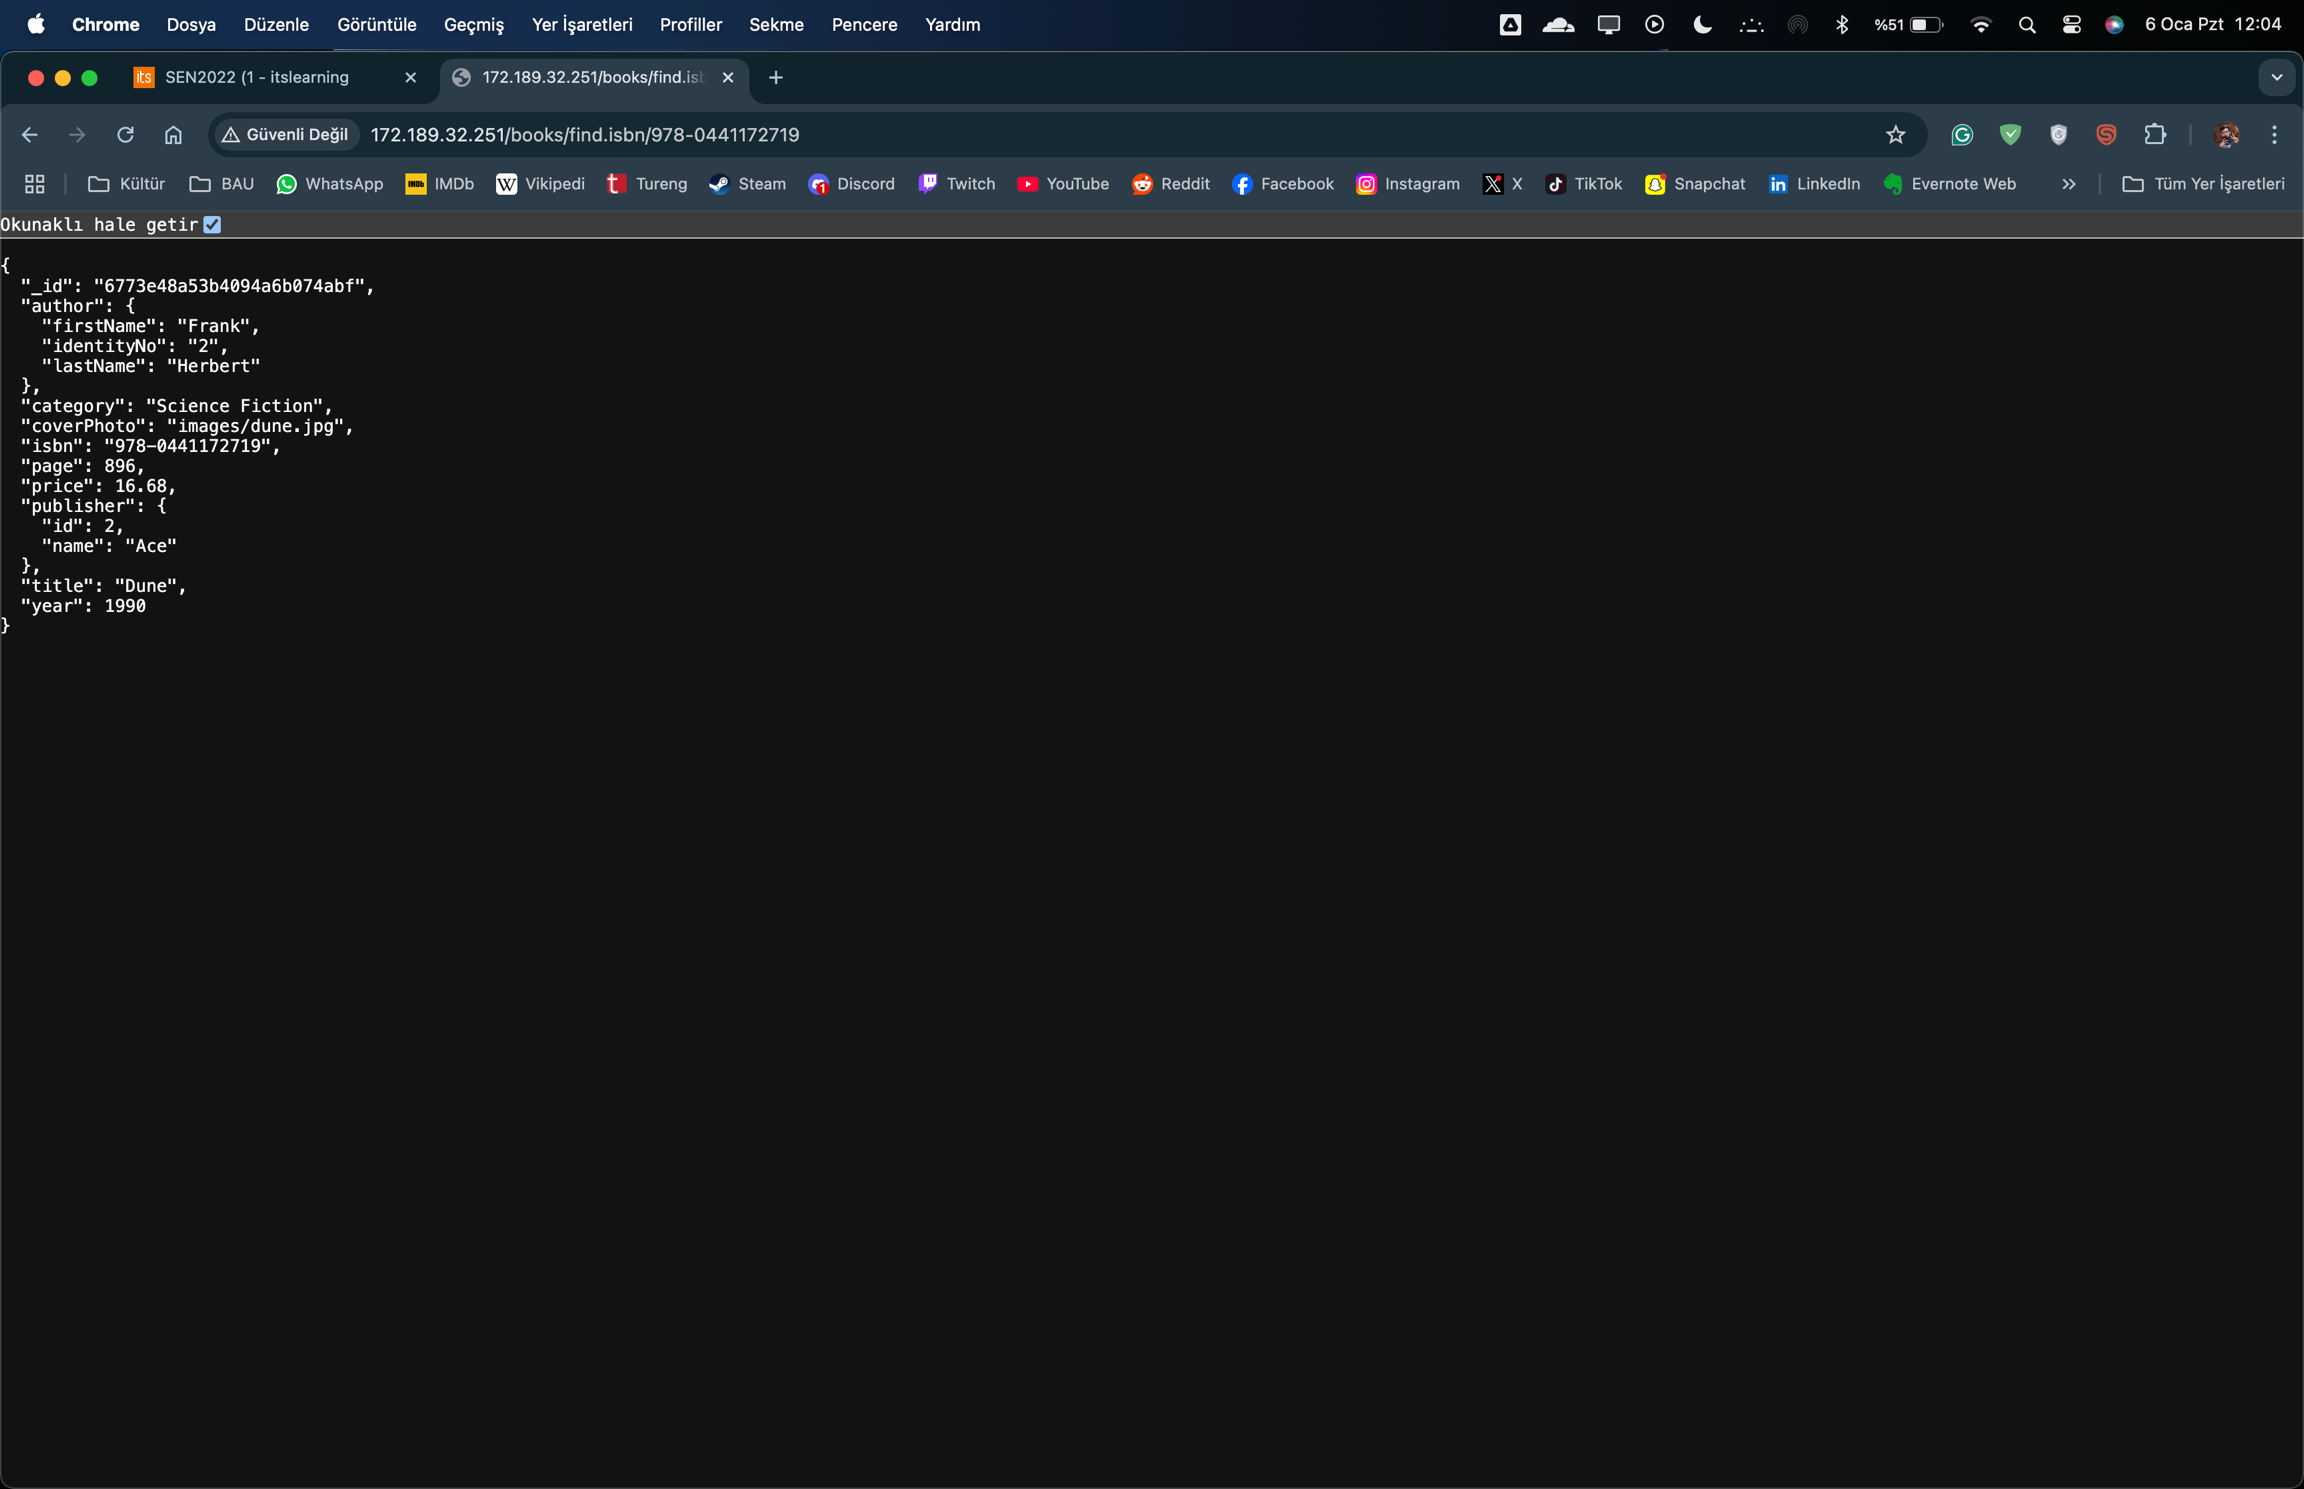 Chrome Dosya Düzenle Görüntüle Geçmiş Yer İşaretleri Profiller Sekme Pencere Yardım %51 6 Oca Pzt 12:04
its SEN2022 (1 - itslearning 172.189.32.251/books/find.isb
Güvenli Değil 172.189.32.251/books/find.isbn/978-0441172719
Kültür BAU WhatsApp IMDb IMDb W Vikipedi t Tureng Steam Discord Twitch YouTube Reddit Facebook Instagram X TikTok Snapchat in LinkedIn Evernote Web Tüm Yer İşaretleri
Okunaklı hale getir
{
  "_id": "6773e48a53b4094a6b074abf",
  "author": {
    "firstName": "Frank",
    "identityNo": "2",
    "lastName": "Herbert"
  },
  "category": "Science Fiction",
  "coverPhoto": "images/dune.jpg",
  "isbn": "978-0441172719",
  "page": 896,
  "price": 16.68,
  "publisher": {
    "id": 2,
    "name": "Ace"
  },
  "title": "Dune",
  "year": 1990
}